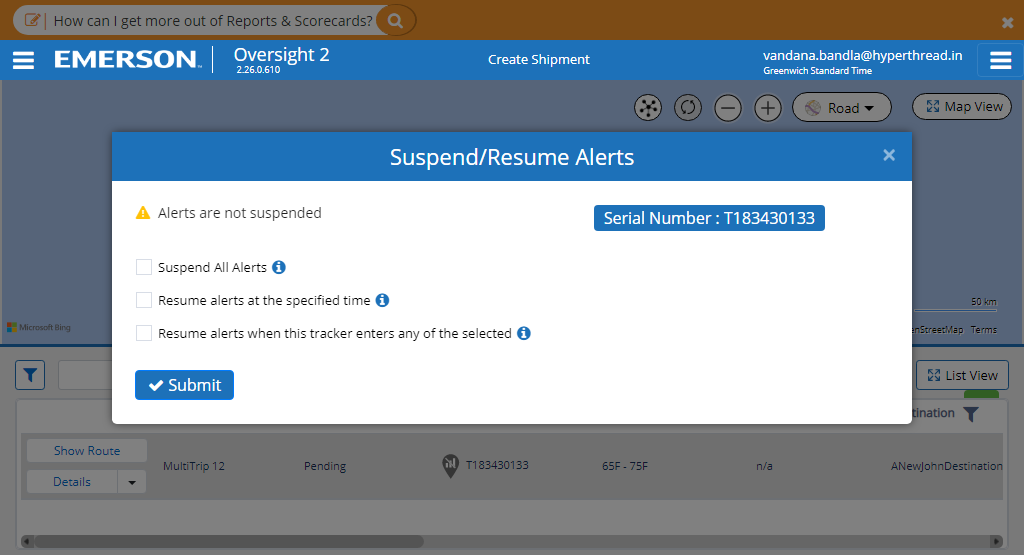 How can I get more out of Reports & Scorecards?
EMERSON
Oversight 2
2.26.0.610
Create Shipment
vandana.bandla@hyperthread.in
Greenwich Standard Time
Road
Map View
Suspend/Resume Alerts
Alerts are not suspended
Serial Number : T183430133
Suspend All Alerts
Resume alerts at the specified time
Resume alerts when this tracker enters any of the selected
Submit
50 km
Microsoft Bing
enStreetMap Terms
List View
tination
Show Route
Details
MultiTrip 12
Pending
T183430133
65F - 75F
n/a
ANewJohnDestination